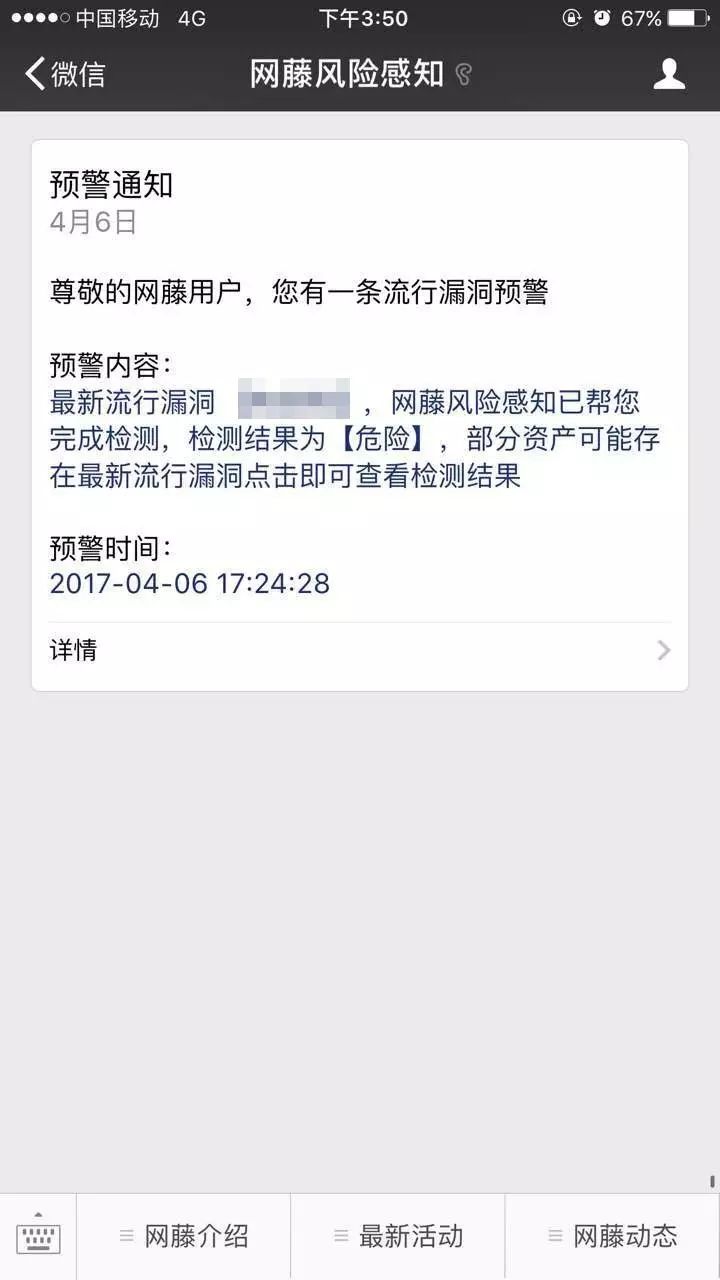 中国移动 4G 下午3:50 67%
微信 网藤风险感知
预警通知
4月6日
尊敬的网藤用户，您有一条流行漏洞预警
预警内容：
最新流行漏洞 ，网藤风险感知已帮您
完成检测，检测结果为【危险】，部分资产可能存
在最新流行漏洞点击即可查看检测结果
预警时间：
2017-04-06 17:24:28
详情
网藤介绍 最新活动 网藤动态